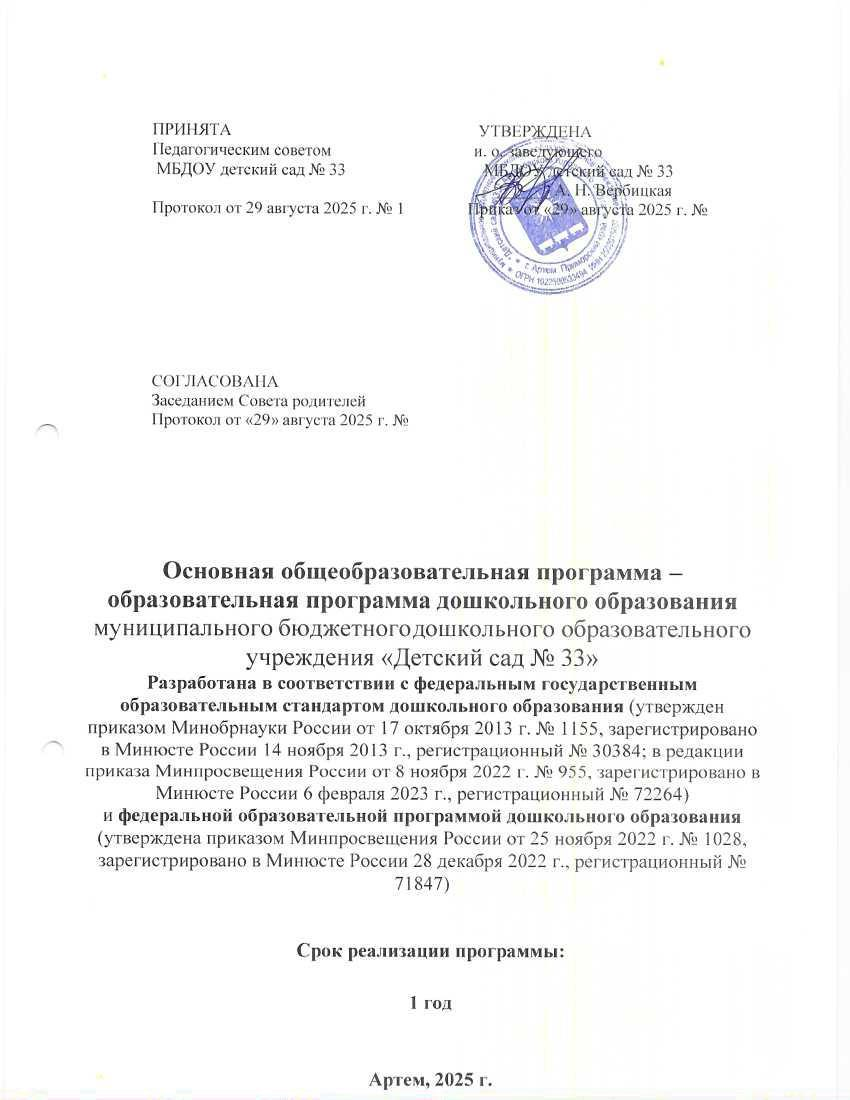 ПРИНЯТА
Педагогическим советом
МБДОУ детский сад № 33
Протокол от 29 августа 2025 г. № 1
УТВЕРЖДЕНА
и. о. заведующего
МБДОУ детский сад № 33
А. Н. Вербицкая
Приказ от «29» августа 2025 г. №
г. Артем Приморский край
СОГЛАСОВАНА
Заседанием Совета родителей
Протокол от «29» августа 2025 г. №
Основная общеобразовательная программа –
образовательная программа дошкольного образования
муниципального бюджетного дошкольного образовательного
учреждения «Детский сад № 33»
Разработана в соответствии с федеральным государственным
образовательным стандартом дошкольного образования (утвержден
приказом Минобрнауки России от 17 октября 2013 г. № 1155, зарегистрировано
в Минюсте России 14 ноября 2013 г., регистрационный № 30384; в редакции
приказа Минпросвещения России от 8 ноября 2022 г. № 955, зарегистрировано в
Минюсте России 6 февраля 2023 г., регистрационный № 72264)
и федеральной образовательной программой дошкольного образования
(утверждена приказом Минпросвещения России от 25 ноября 2022 г. № 1028,
зарегистрировано в Минюсте России 28 декабря 2022 г., регистрационный №
71847)
Срок реализации программы:
1 год
Артем, 2025 г.